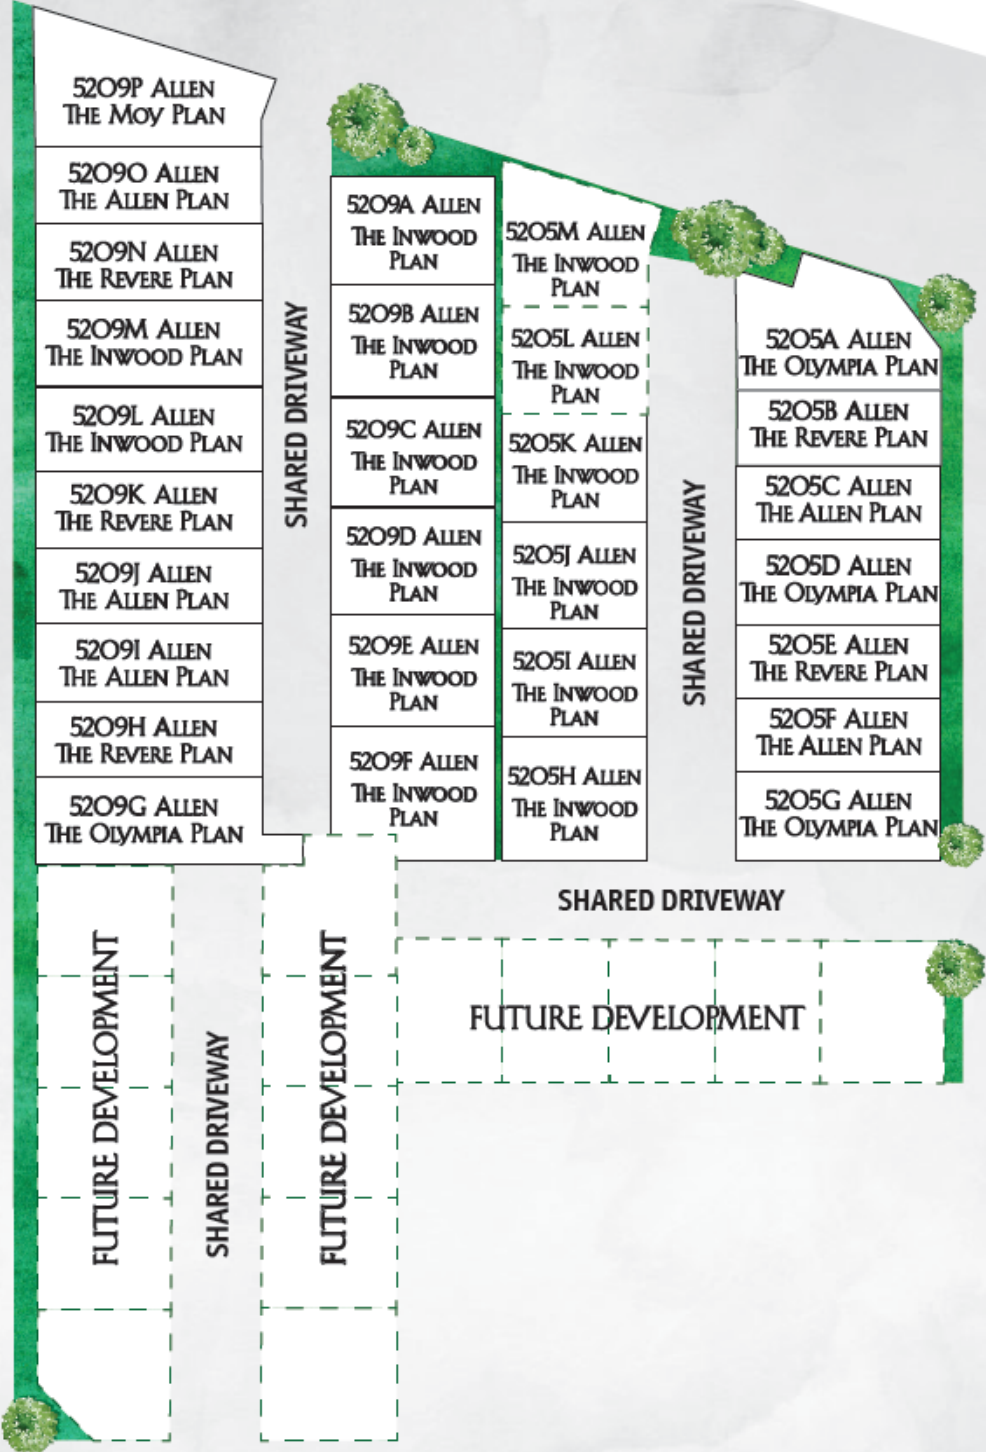 5209P ALLEN
THE MOY PLAN
5209O ALLEN
THE ALLEN PLAN
5209N ALLEN
THE REVERE PLAN
5209M ALLEN
THE INWOOD PLAN
5209L ALLEN
THE INWOOD PLAN
5209K ALLEN
THE REVERE PLAN
5209J ALLEN
THE ALLEN PLAN
5209I ALLEN
THE ALLEN PLAN
5209H ALLEN
THE REVERE PLAN
5209G ALLEN
THE OLYMPIA PLAN
SHARED DRIVEWAY
5209A ALLEN
THE INWOOD
PLAN
5209B ALLEN
THE INWOOD
PLAN
5209C ALLEN
THE INWOOD
PLAN
5209D ALLEN
THE INWOOD
PLAN
5209E ALLEN
THE INWOOD
PLAN
5209F ALLEN
THE INWOOD
PLAN
5205M ALLEN
THE INWOOD
PLAN
5205L ALLEN
THE INWOOD
PLAN
5205K ALLEN
THE INWOOD
PLAN
5205J ALLEN
THE INWOOD
PLAN
5205I ALLEN
THE INWOOD
PLAN
5205H ALLEN
THE INWOOD
PLAN
SHARED DRIVEWAY
5205A ALLEN
THE OLYMPIA PLAN
5205B ALLEN
THE REVERE PLAN
5205C ALLEN
THE ALLEN PLAN
5205D ALLEN
THE OLYMPIA PLAN
5205E ALLEN
THE REVERE PLAN
5205F ALLEN
THE ALLEN PLAN
5205G ALLEN
THE OLYMPIA PLAN
SHARED DRIVEWAY
FUTURE DEVELOPMENT
SHARED DRIVEWAY
FUTURE DEVELOPMENT
FUTURE DEVELOPMENT